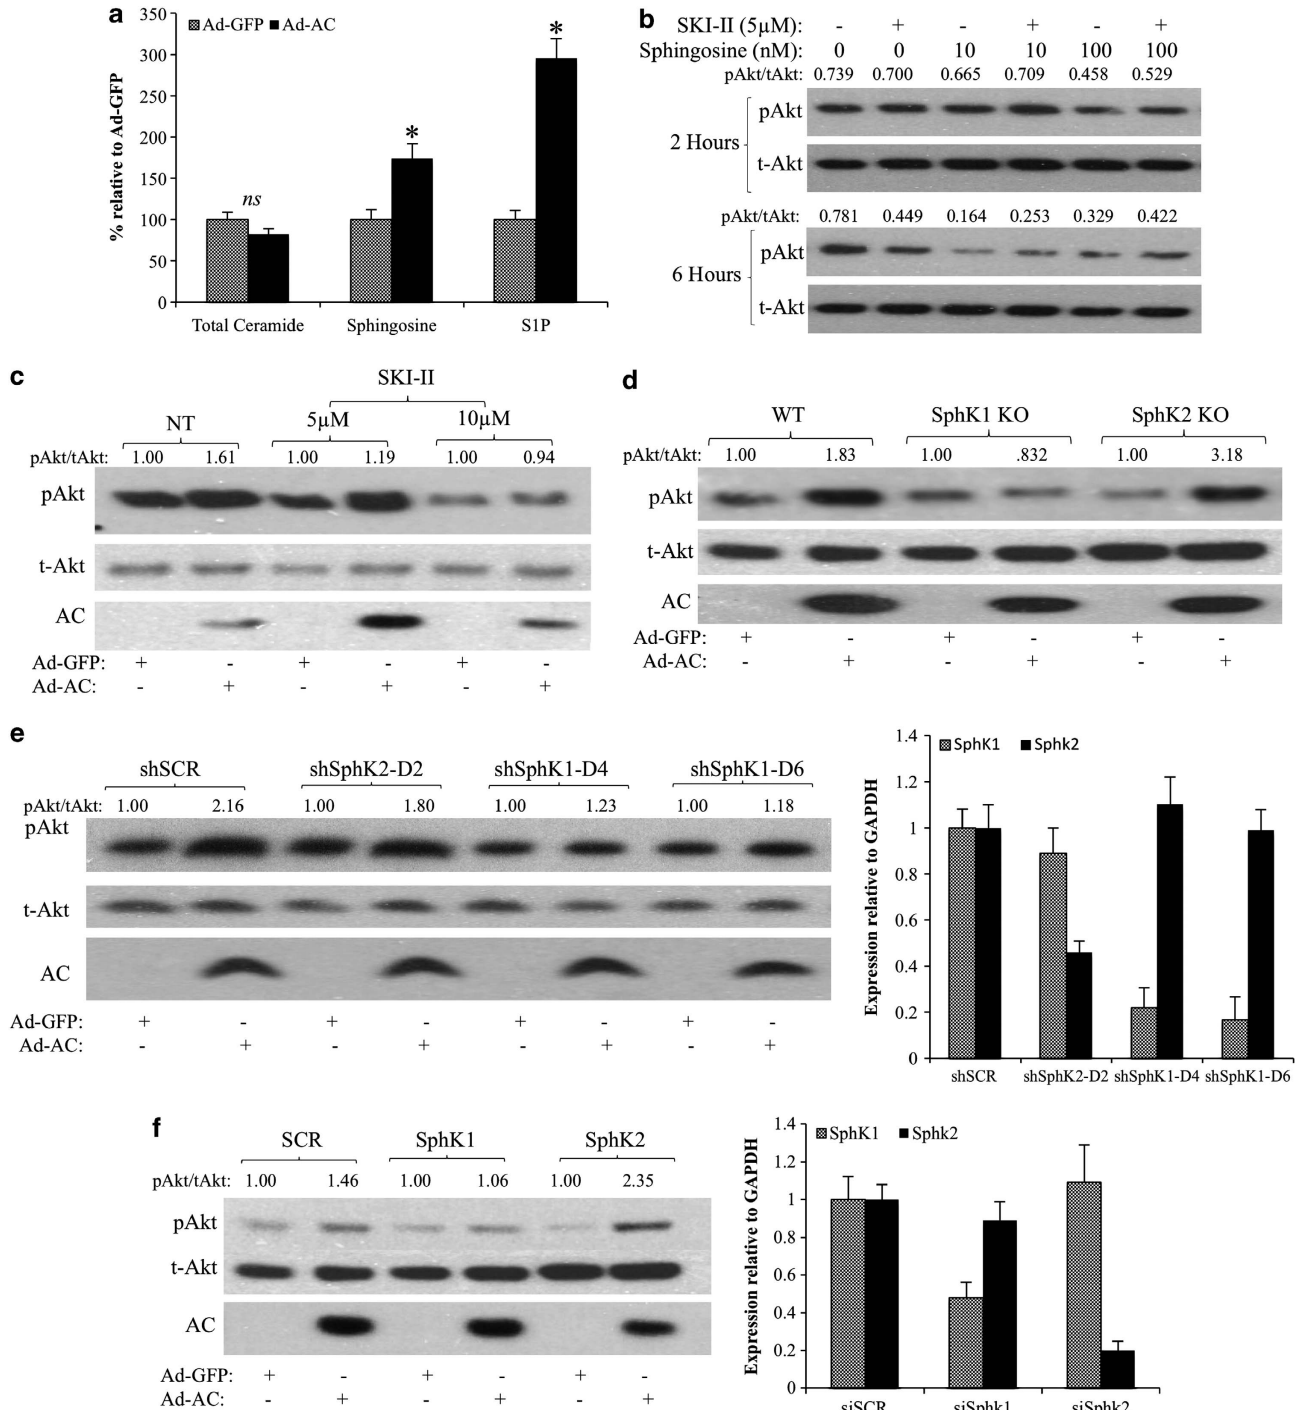 a
Ad-GFP Ad-AC
% relative to Ad-GFP
350
300
250
200
150
100
50
0
ns
*
*
Total Ceramide Sphingosine S1P
b
SKI-II (5µM): - + - + - +
Sphingosine (nM): 0 0 10 10 100 100
pAkt/tAkt: 0.739 0.700 0.665 0.709 0.458 0.529
2 Hours
pAkt
t-Akt
pAkt/tAkt: 0.781 0.449 0.164 0.253 0.329 0.422
6 Hours
pAkt
t-Akt
c
SKI-II
NT 5µM 10µM
pAkt/tAkt: 1.00 1.61 1.00 1.19 1.00 0.94
pAkt
t-Akt
AC
Ad-GFP: + - + - + -
Ad-AC: - + - + - +
d
WT SphK1 KO SphK2 KO
pAkt/tAkt: 1.00 1.83 1.00 .832 1.00 3.18
pAkt
t-Akt
AC
Ad-GFP: + - + - + -
Ad-AC: - + - + - +
e
shSCR shSphK2-D2 shSphK1-D4 shSphK1-D6
pAkt/tAkt: 1.00 2.16 1.00 1.80 1.00 1.23 1.00 1.18
pAkt
t-Akt
AC
Ad-GFP: + - + - + - + -
Ad-AC: - + - + - + - +
SphK1 Sphk2
Expression relative to GAPDH
1.4
1.2
1
0.8
0.6
0.4
0.2
0
shSCR shSphK2-D2 shSphK1-D4 shSphK1-D6
f
SCR SphK1 SphK2
pAkt/tAkt: 1.00 1.46 1.00 1.06 1.00 2.35
pAkt
t-Akt
AC
Ad-GFP: + - + - + -
Ad-AC: - + - + - +
SphK1 Sphk2
Expression relative to GAPDH
1.4
1.2
1
0.8
0.6
0.4
0.2
0
siSCR siSphk1 siSphk2